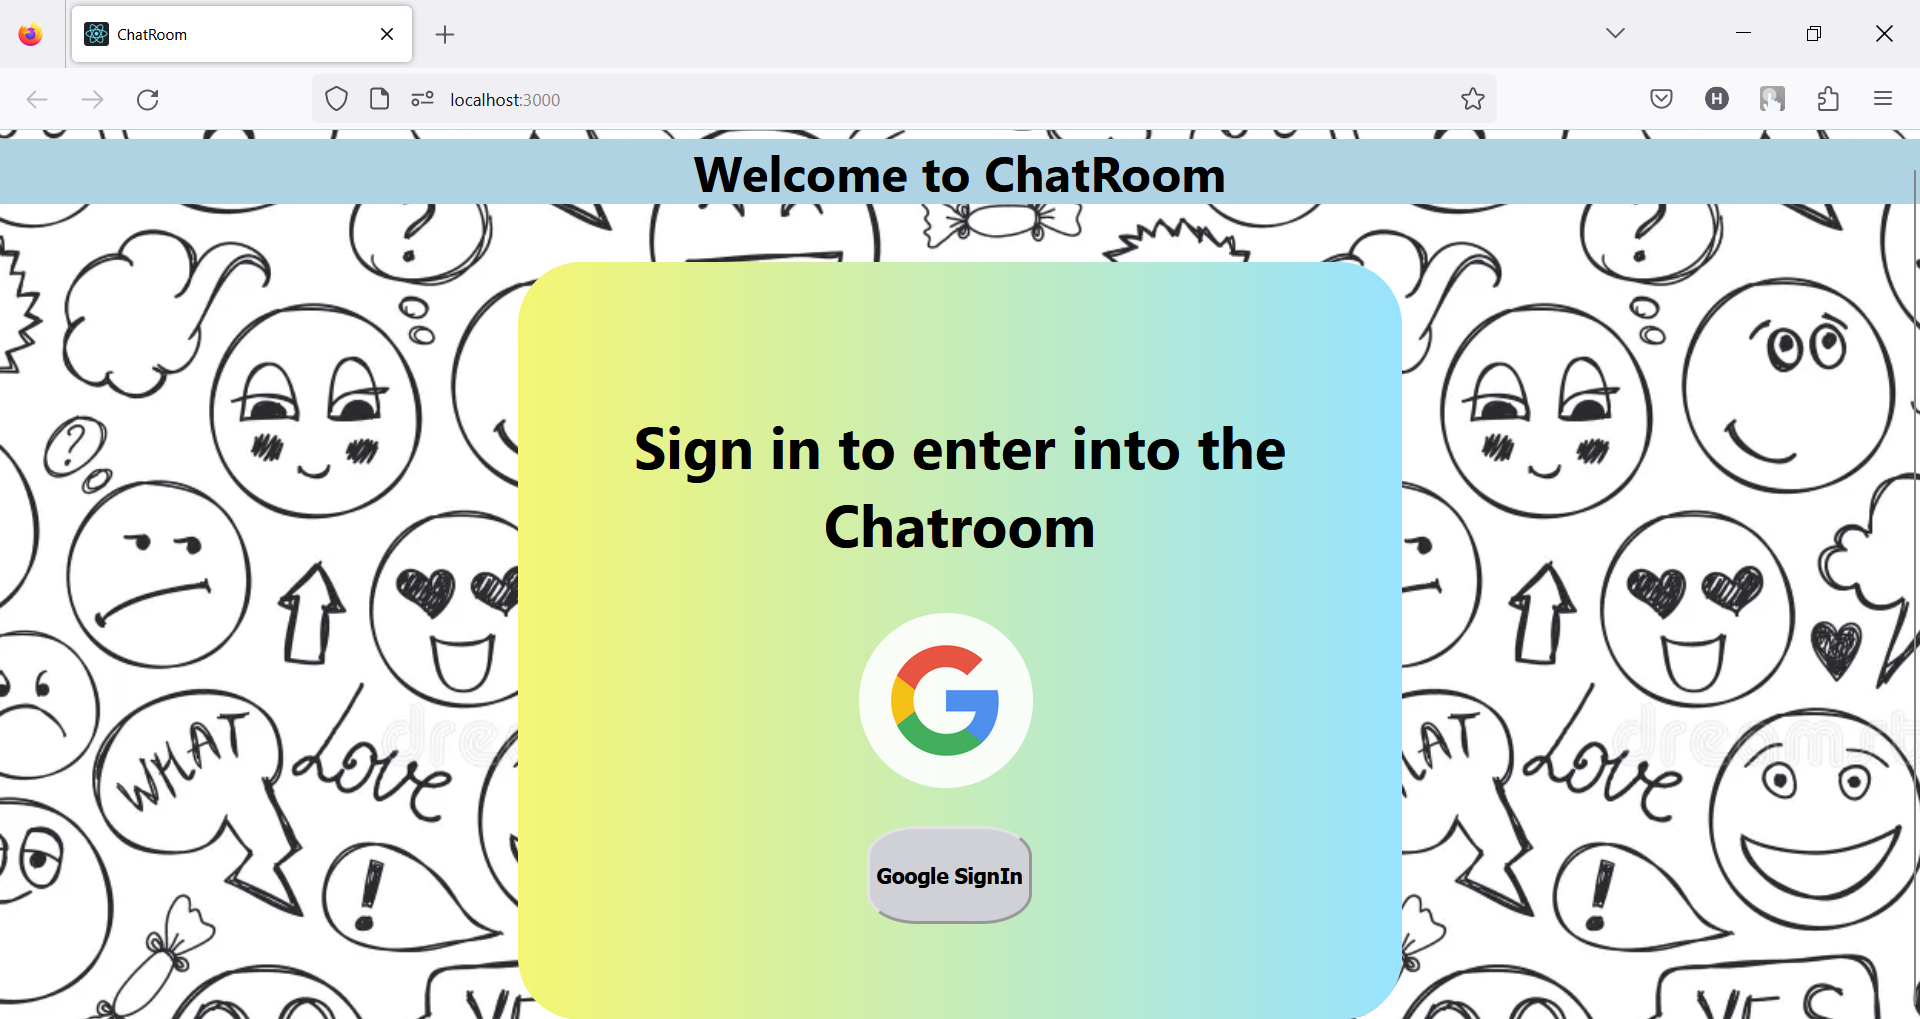 ChatRoom
localhost:3000
H
Welcome to ChatRoom
Sign in to enter into the
Chatroom
G
Google SignIn
?
?
?
WHAT
Love
AT
Love
!
!
YES